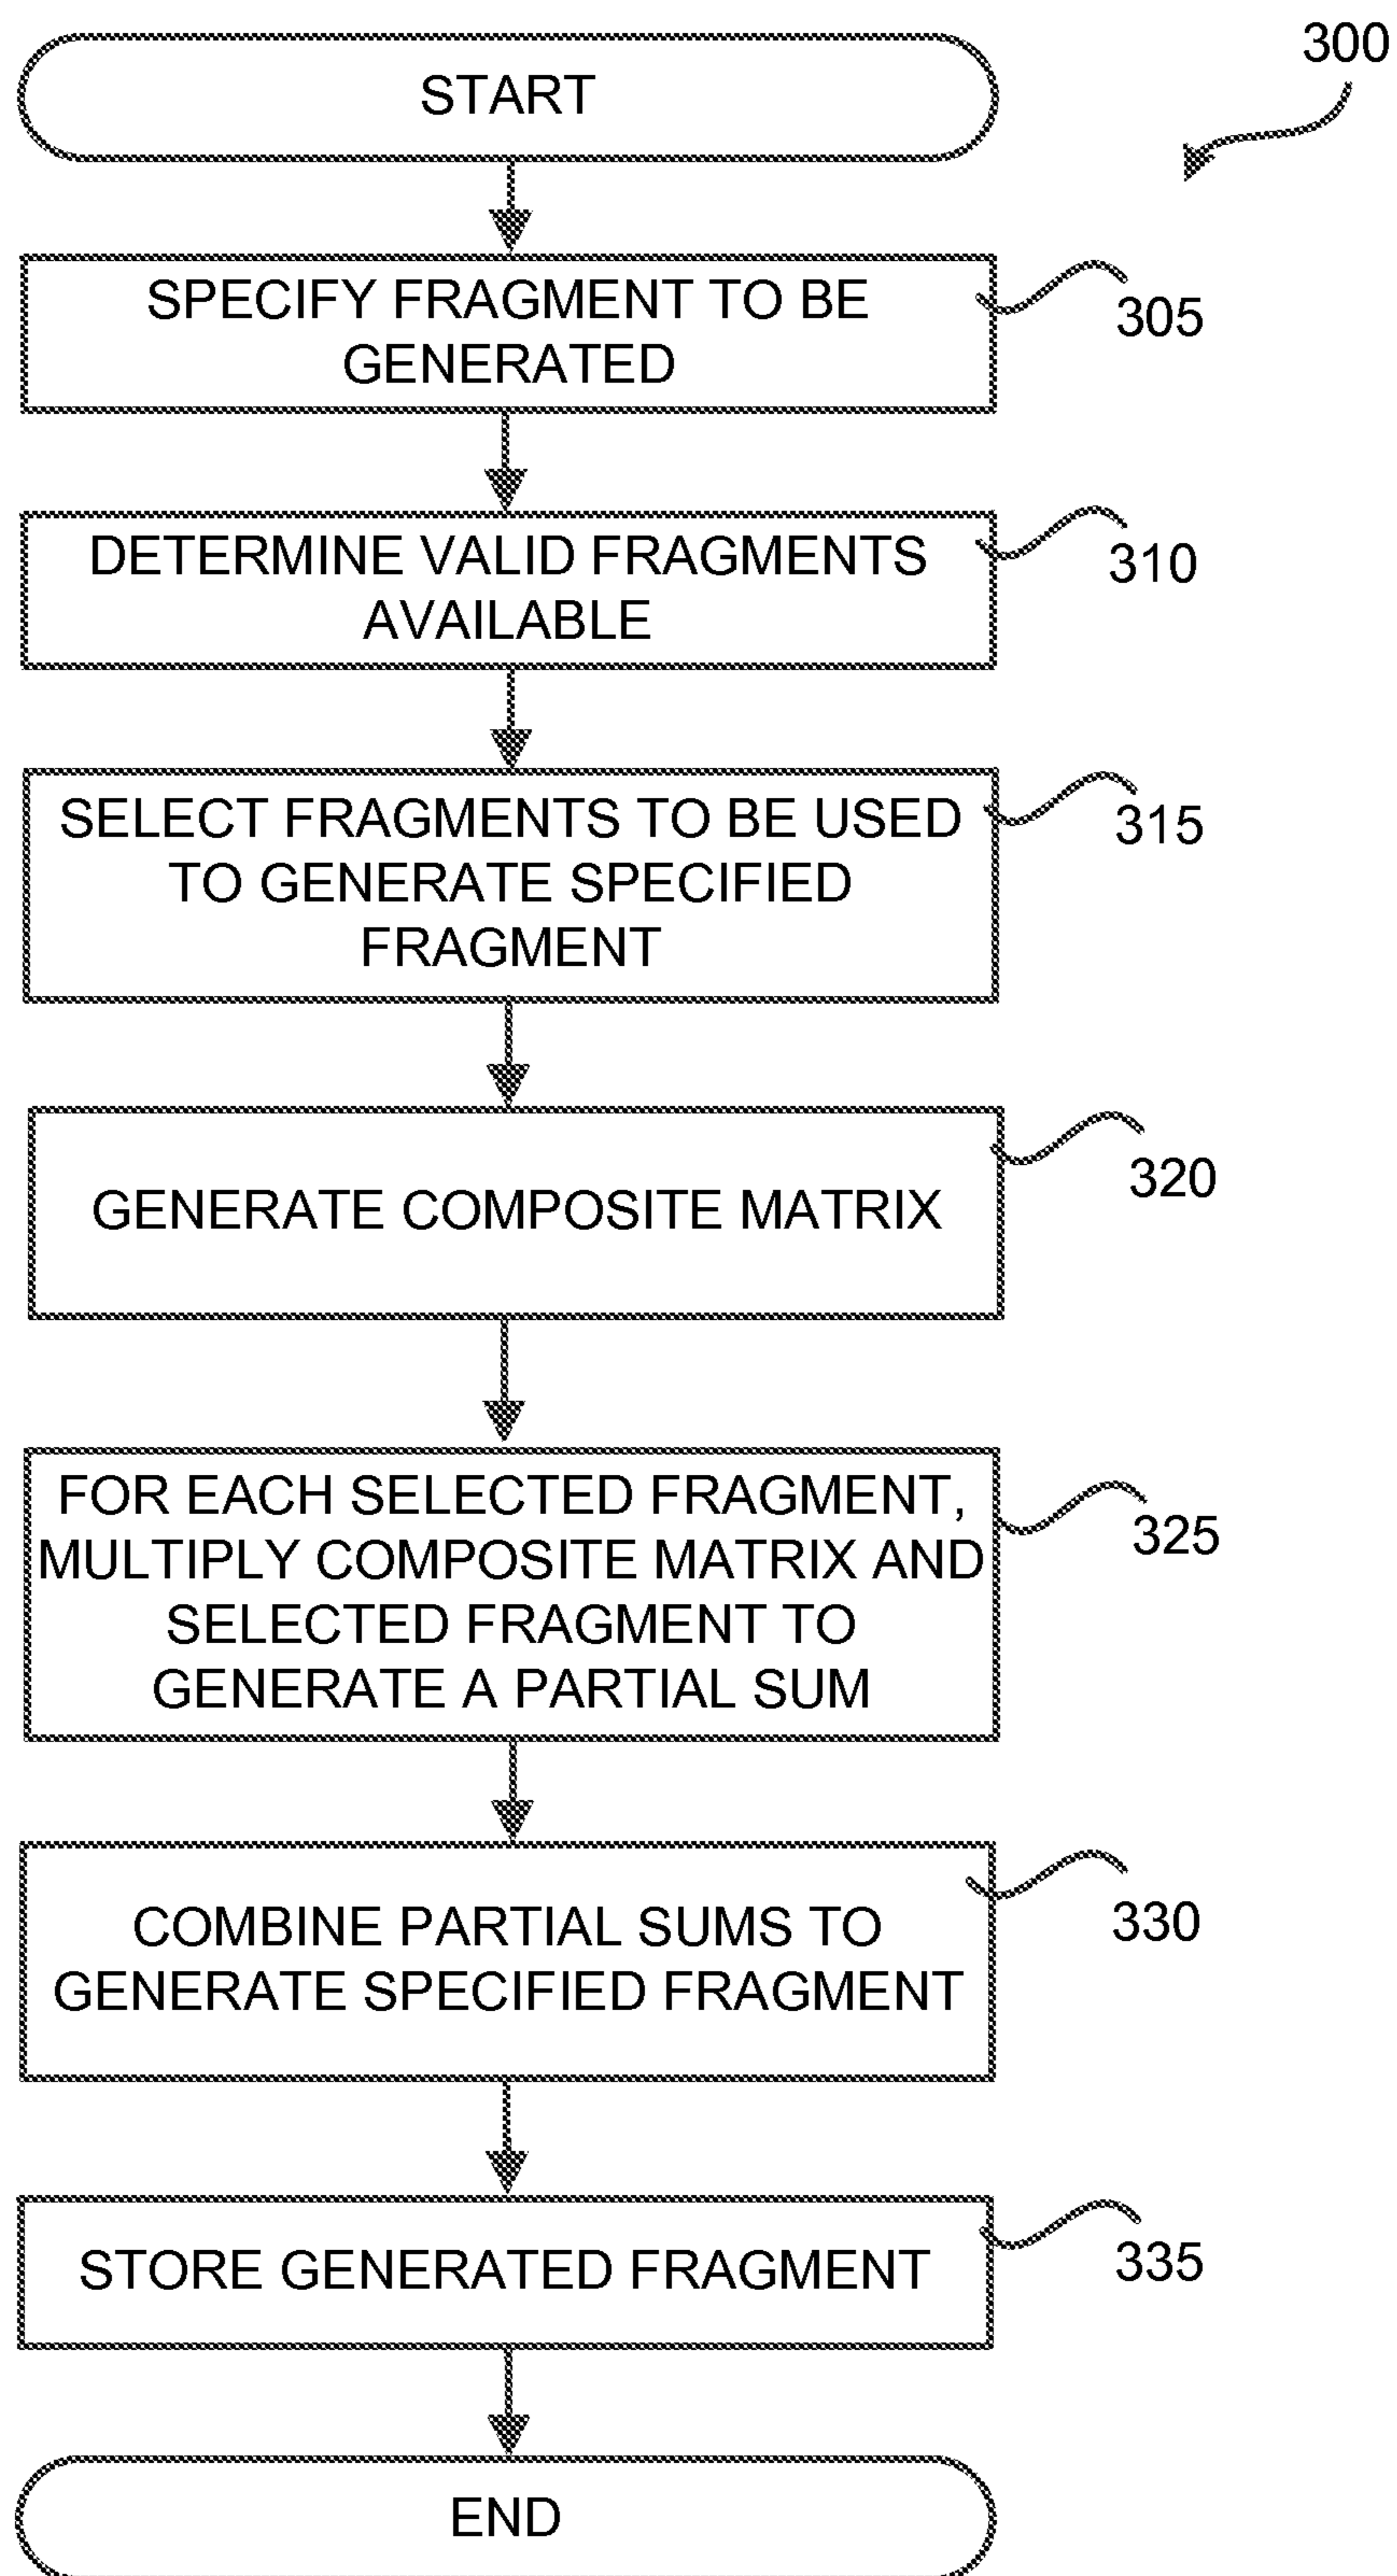 300
START
SPECIFY FRAGMENT TO BE
GENERATED
305
DETERMINE VALID FRAGMENTS
AVAILABLE
310
SELECT FRAGMENTS TO BE USED
TO GENERATE SPECIFIED
FRAGMENT
315
GENERATE COMPOSITE MATRIX
320
FOR EACH SELECTED FRAGMENT,
MULTIPLY COMPOSITE MATRIX AND
SELECTED FRAGMENT TO
GENERATE A PARTIAL SUM
325
COMBINE PARTIAL SUMS TO
GENERATE SPECIFIED FRAGMENT
330
STORE GENERATED FRAGMENT
335
END